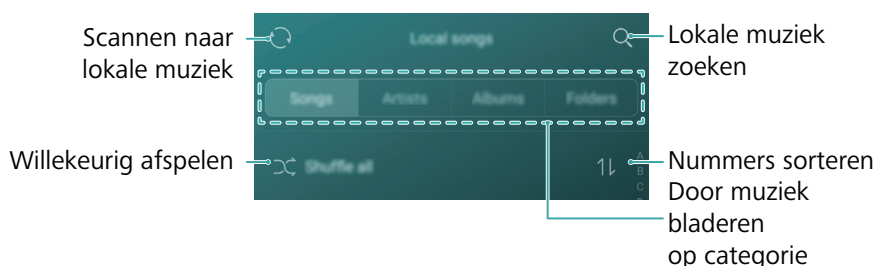 Scannen naar
lokale muziek
Local songs
Lokale muziek
zoeken
Songs Artists Albums Folders
Willekeurig afspelen
Shuffle all
A
B
C
Nummers sorteren
Door muziek
bladeren
op categorie